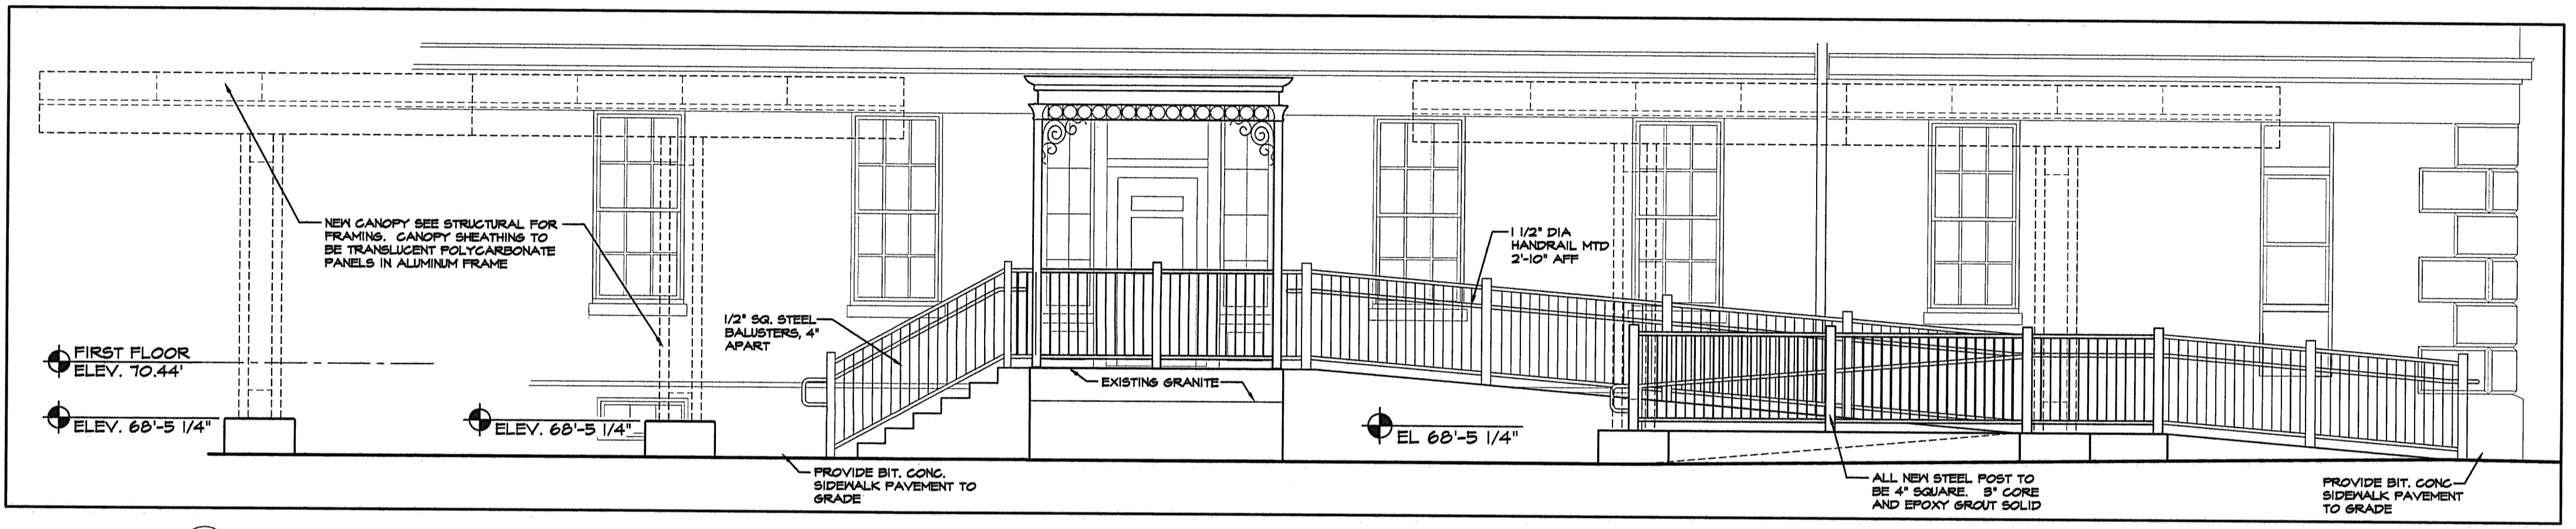 NEW CANOPY SEE STRUCTURAL FOR
FRAMING. CANOPY SHEATHING TO
BE TRANSLUCENT POLYCARBONATE
PANELS IN ALUMINUM FRAME
1 1/2" DIA
HANDRAIL MTD
2'-10" AFF
1/2" SQ. STEEL
BALUSTERS, 4"
APART
FIRST FLOOR
ELEV. 70.44'
EXISTING GRANITE
ELEV. 68'-5 1/4"
ELEV. 68'-5 1/4"
EL 68'-5 1/4"
PROVIDE BIT. CONC.
SIDEWALK PAVEMENT TO
GRADE
ALL NEW STEEL POST TO
BE 4" SQUARE. 3" CORE
AND EPOXY GROUT SOLID
PROVIDE BIT. CONC
SIDEWALK PAVEMENT
TO GRADE